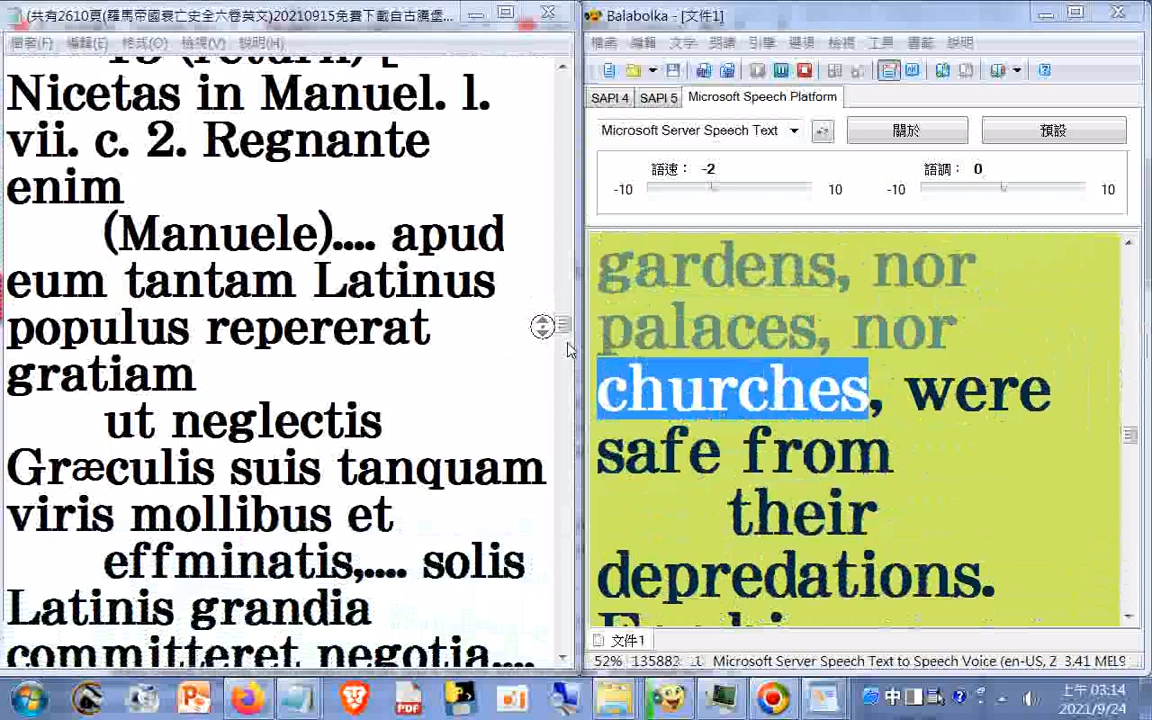 (共有2610頁(羅馬帝國衰亡史全六卷英文)20210915免費下載自古騰堡...
檔案(F) 編輯(E) 格式(O) 檢視(V) 說明(H)
Nicetas in Manuel. l.
vii. c. 2. Regnante
enim
(Manuele).... apud
eum tantam Latinus
populus repererat
gratiam
ut neglectis
Græculis suis tanquam
viris mollibus et
effminatis,.... solis
Latinis grandia
committeret negotia....
Balabolka - [文件1]
檔案 編輯 文字 朗讀 引擎 選項 檢視 工具 書籤 說明
SAPI 4 SAPI 5 Microsoft Speech Platform
Microsoft Server Speech Text 關於 預設
語速: -2 語調: 0
-10 10 -10 10
gardens, nor
palaces, nor
churches, were
safe from
their
depredations.
文件1
52% 135882 Microsoft Server Speech Text to Speech Voice (en-US, Z 3.41 ME
中 上午 03:14
2021/9/24